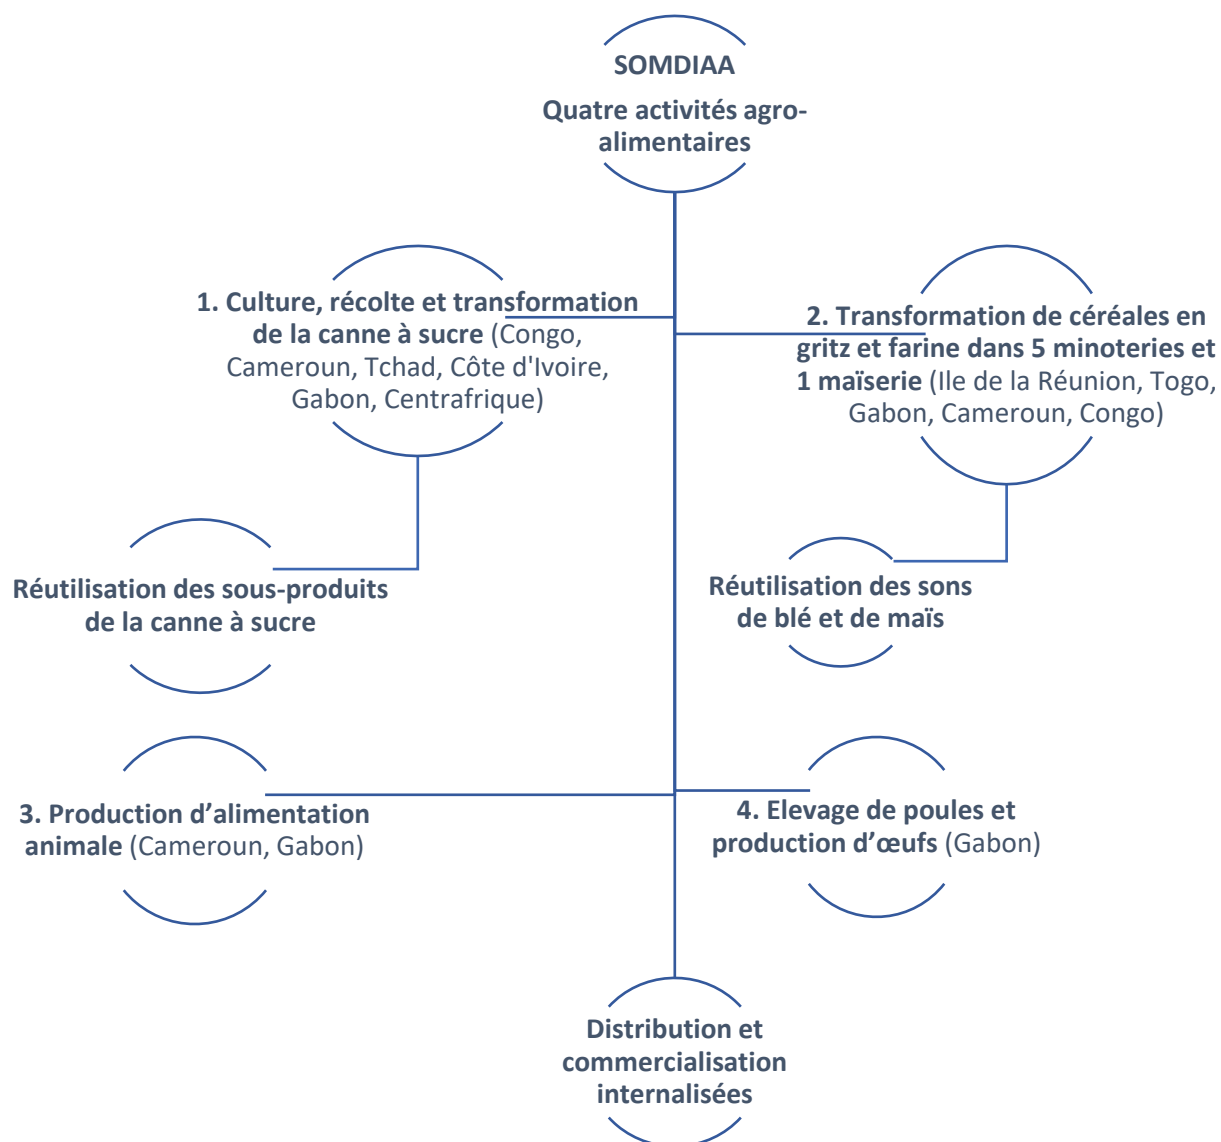 SOMDIAA
Quatre activités agro-
alimentaires
1. Culture, récolte et transformation
de la canne à sucre (Congo,
Cameroun, Tchad, Côte d'Ivoire,
Gabon, Centrafrique)
2. Transformation de céréales en
gritz et farine dans 5 minoteries et
1 maïserie (Ile de la Réunion, Togo,
Gabon, Cameroun, Congo)
Réutilisation des sous-produits
de la canne à sucre
Réutilisation des sons
de blé et de maïs
3. Production d’alimentation
animale (Cameroun, Gabon)
4. Elevage de poules et
production d’œufs (Gabon)
Distribution et
commercialisation
internalisées